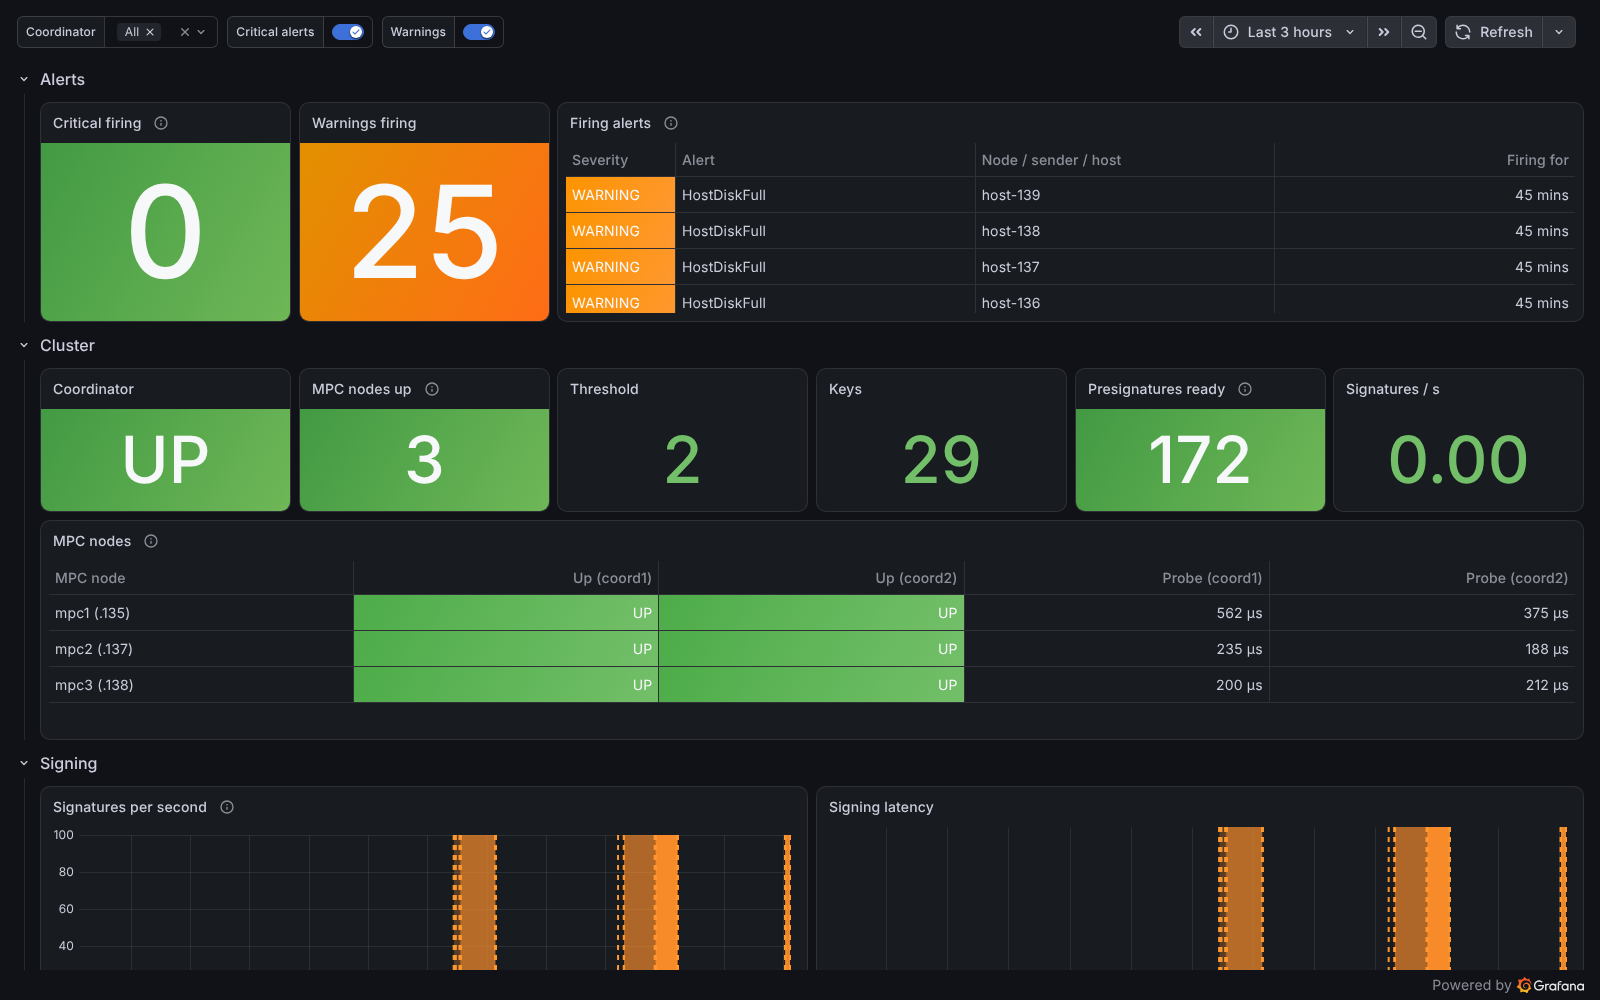 Coordinator All Critical alerts Warnings Last 3 hours Refresh
Alerts
Critical firing
0
Warnings firing
25
Firing alerts
Severity Alert Node / sender / host Firing for
WARNING HostDiskFull host-139 45 mins
WARNING HostDiskFull host-138 45 mins
WARNING HostDiskFull host-137 45 mins
WARNING HostDiskFull host-136 45 mins
Cluster
Coordinator
UP
MPC nodes up
3
Threshold
2
Keys
29
Presignatures ready
172
Signatures / s
0.00
MPC nodes
MPC node Up (coord1) Up (coord2) Probe (coord1) Probe (coord2)
mpc1 (.135) UP UP 562 µs 375 µs
mpc2 (.137) UP UP 235 µs 188 µs
mpc3 (.138) UP UP 200 µs 212 µs
Signing
Signatures per second
100
80
60
40
Signing latency
Powered by Grafana